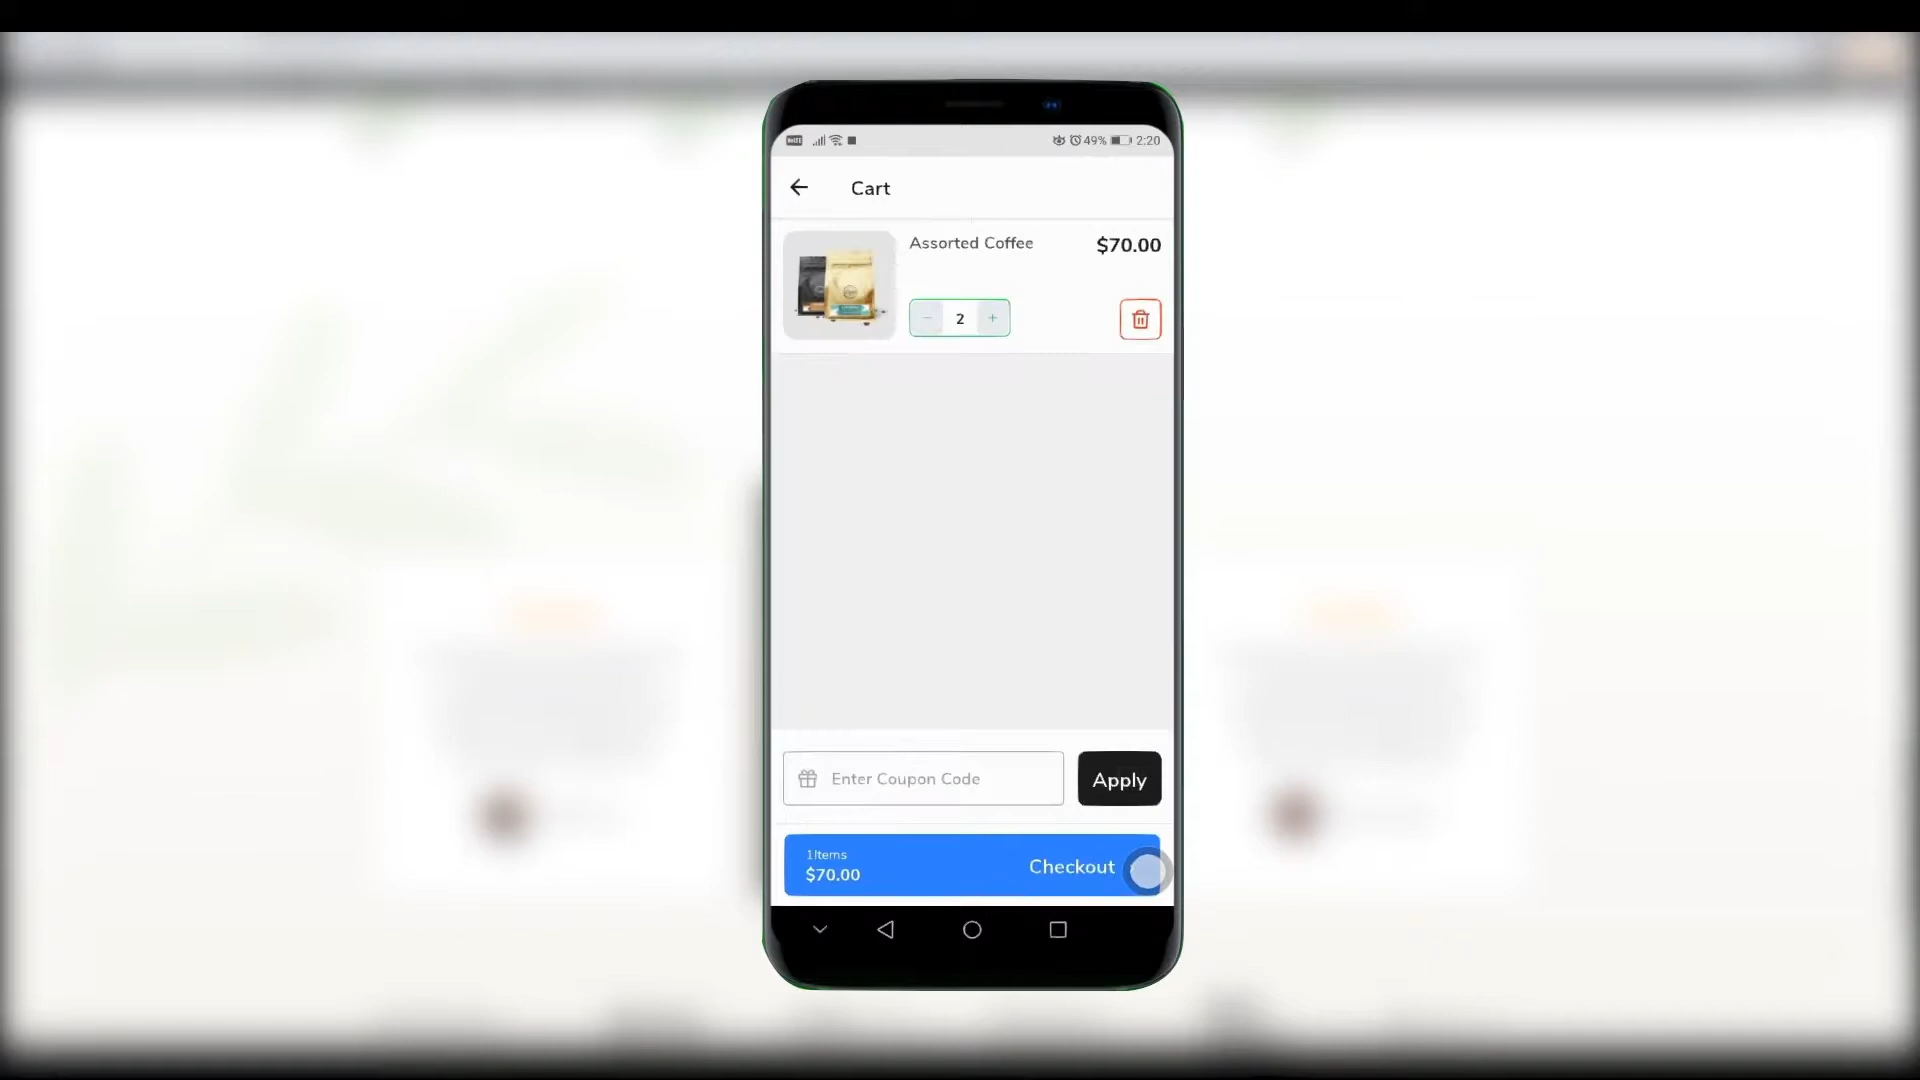 49% 2:20
Cart
Assorted Coffee $70.00
− 2 +
Enter Coupon Code Apply
1Items
$70.00
Checkout